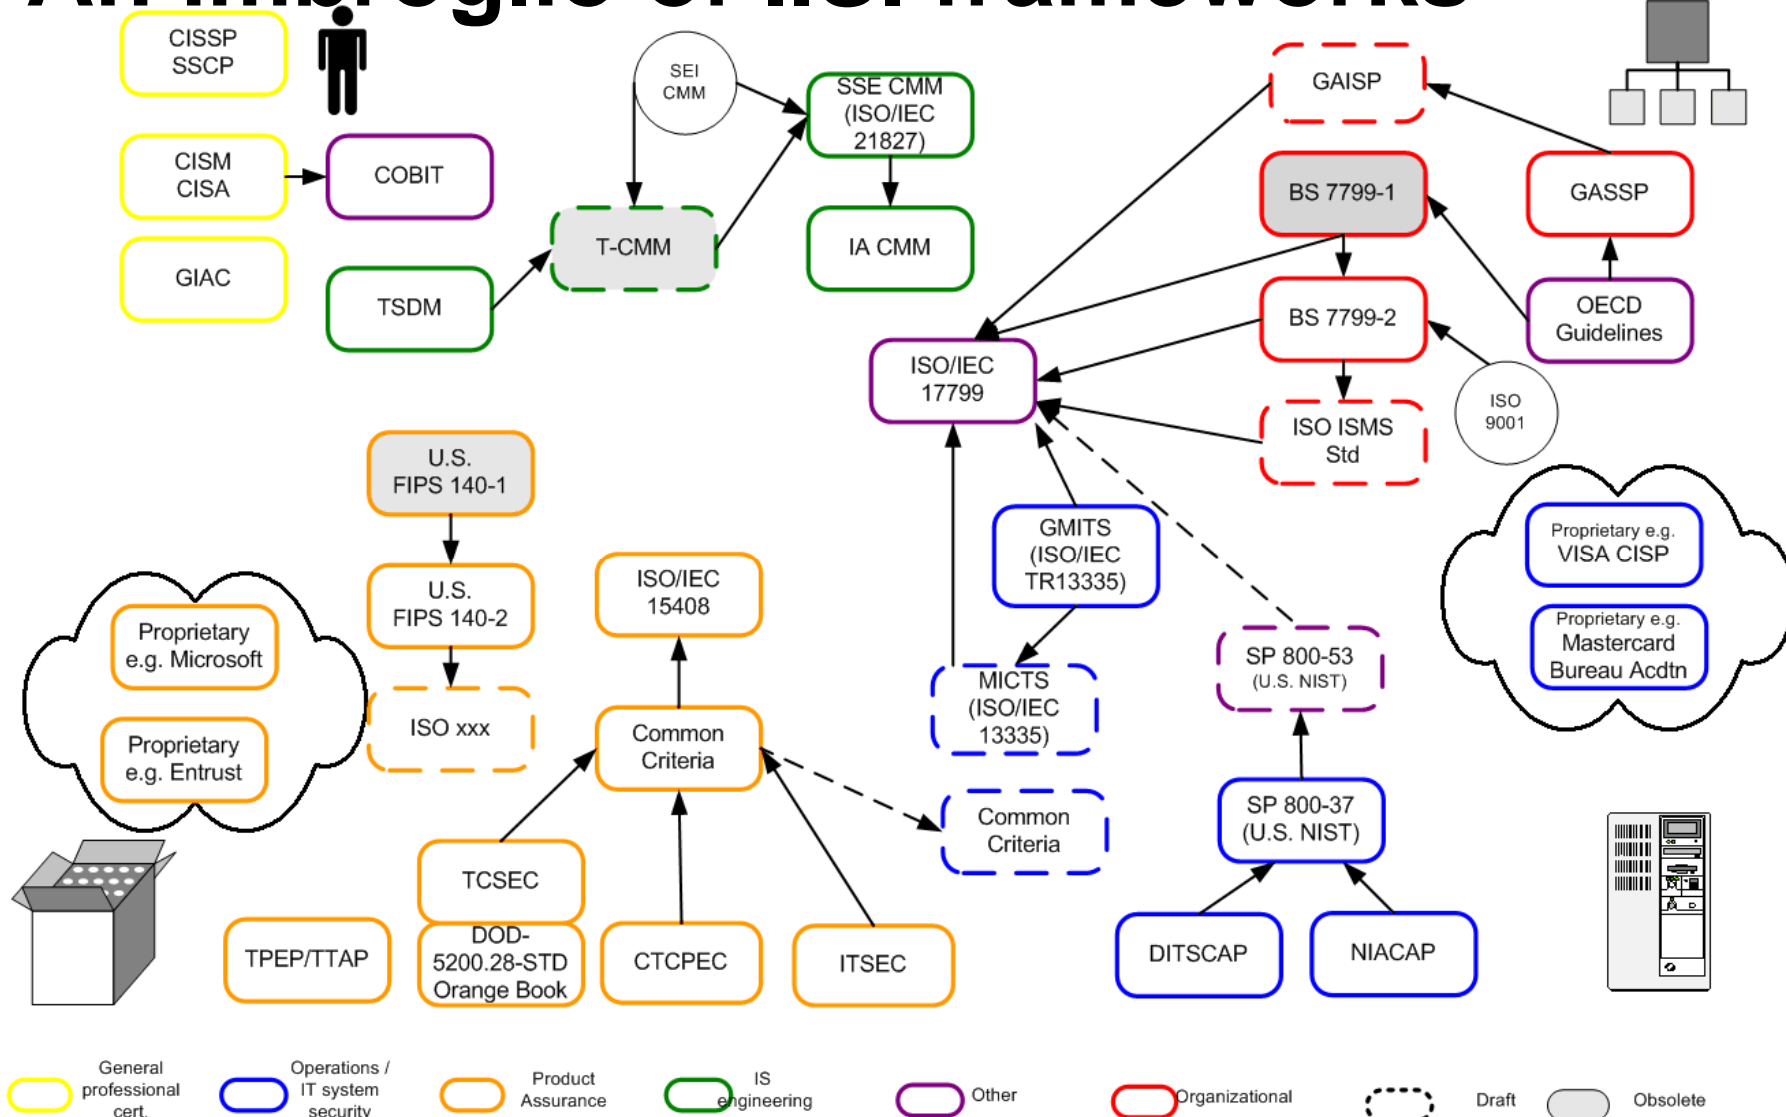 An Imbroglio of I.S. frameworks
CISSP
SSCP
SEI
CMM
SSE CMM
(ISO/IEC
21827)
GAISP
CISM
CISA
COBIT
BS 7799-1
GASSP
T-CMM
IA CMM
GIAC
TSDM
BS 7799-2
OECD
Guidelines
ISO/IEC
17799
ISO
9001
ISO ISMS
Std
U.S.
FIPS 140-1
GMITS
(ISO/IEC
TR13335)
Proprietary e.g.
VISA CISP
ISO/IEC
15408
U.S.
FIPS 140-2
Proprietary
e.g. Microsoft
Proprietary e.g.
Mastercard
Bureau Acdtn
SP 800-53
(U.S. NIST)
MICTS
(ISO/IEC
13335)
ISO xxx
Common
Criteria
Proprietary
e.g. Entrust
Common
Criteria
SP 800-37
(U.S. NIST)
TCSEC
TPEP/TTAP
DOD-
5200.28-STD
Orange Book
CTCPEC
ITSEC
DITSCAP
NIACAP
General
professional
cert.
Operations /
IT system
security
Product
Assurance
IS
engineering
Other
Organizational
Draft
Obsolete